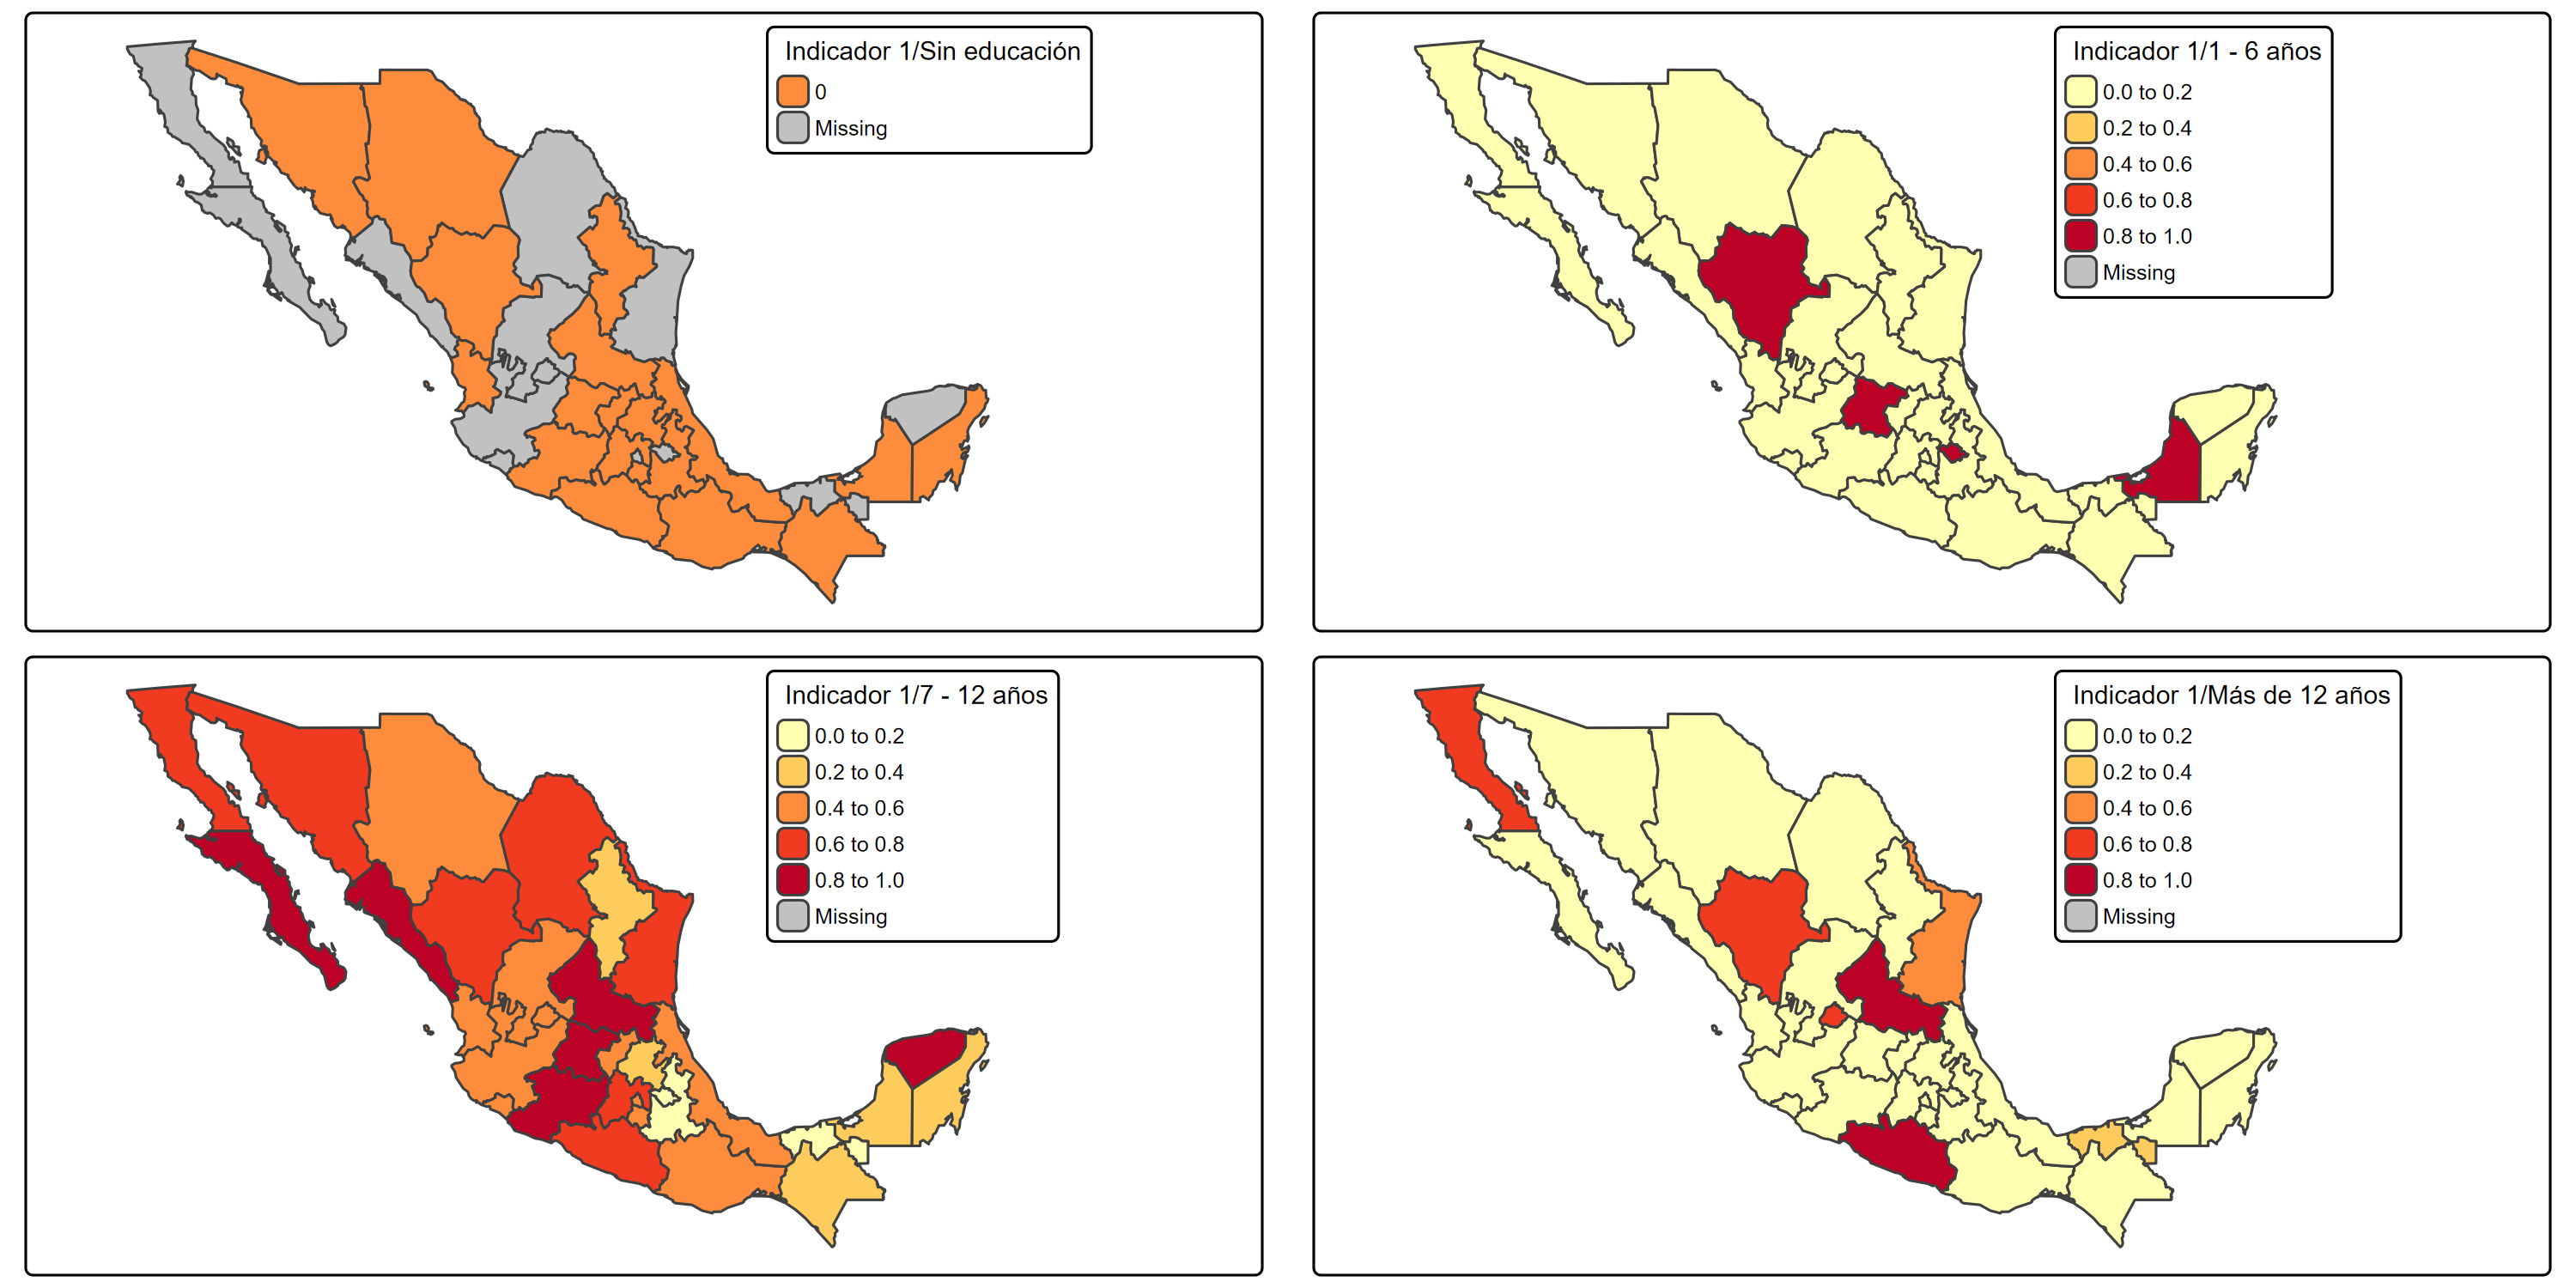 Indicador 1/Sin educación
0
Missing
Indicador 1/1 - 6 años
0.0 to 0.2
0.2 to 0.4
0.4 to 0.6
0.6 to 0.8
0.8 to 1.0
Missing
Indicador 1/7 - 12 años
0.0 to 0.2
0.2 to 0.4
0.4 to 0.6
0.6 to 0.8
0.8 to 1.0
Missing
Indicador 1/Más de 12 años
0.0 to 0.2
0.2 to 0.4
0.4 to 0.6
0.6 to 0.8
0.8 to 1.0
Missing